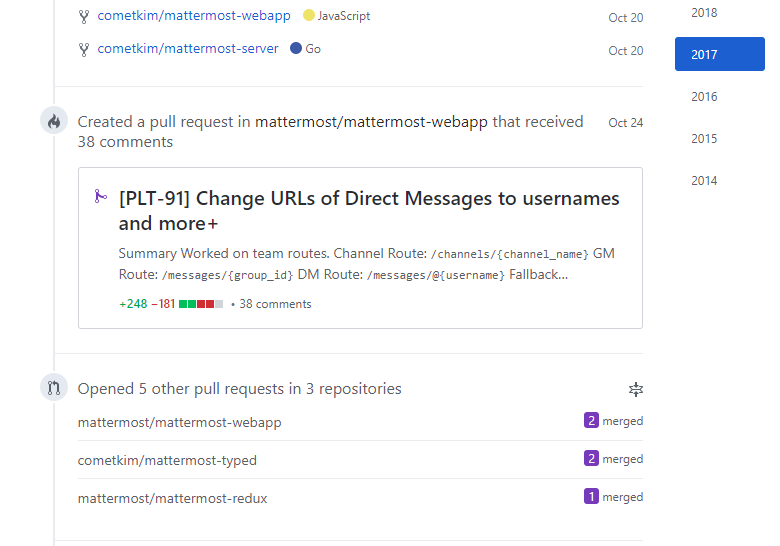 cometkim/mattermost-webapp JavaScript Oct 20
2018
cometkim/mattermost-server Go Oct 20
2017
2016
Created a pull request in mattermost/mattermost-webapp that received Oct 24
38 comments
2015
2014
[PLT-91] Change URLs of Direct Messages to usernames
and more+
Summary Worked on team routes. Channel Route: /channels/{channel_name} GM
Route: /messages/{group_id} DM Route: /messages/@{username} Fallback…
+248 −181 • 38 comments
Opened 5 other pull requests in 3 repositories
mattermost/mattermost-webapp 2 merged
cometkim/mattermost-typed 2 merged
mattermost/mattermost-redux 1 merged